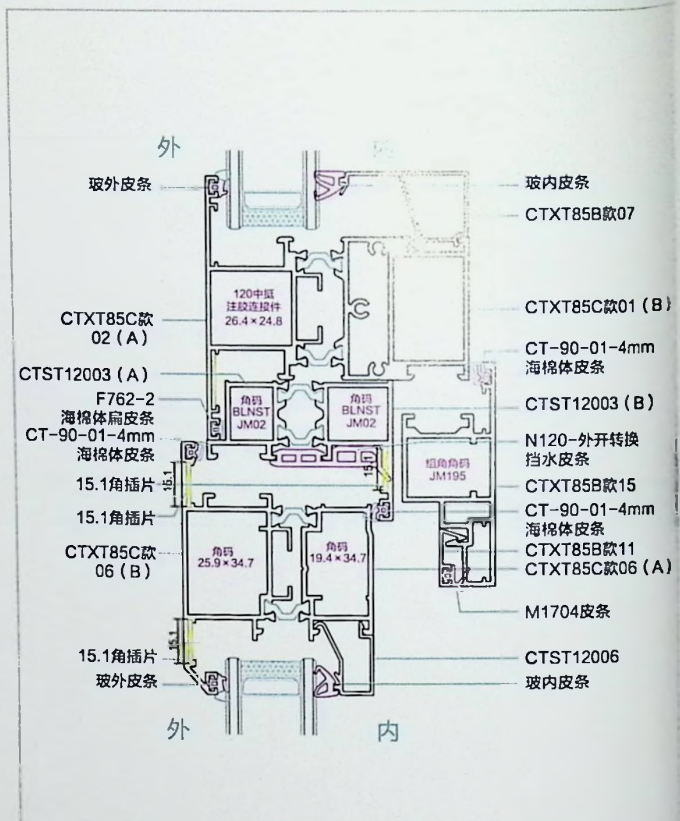 外
玻外皮条
玻内皮条
CTXT85B款07
120中挺
注胶连接件
26.4×24.8
CTXT85C款
02（A）
CTXT85C款01（B）
CT-90-01-4mm
海棉体皮条
CTST12003（A）
F762-2
海棉体扁皮条
CT-90-01-4mm
海棉体皮条
角码
BLNST
JM02
角码
BLNST
JM02
CTST12003（B）
N120-外开转换
挡水皮条
15.1角插片
15.1角插片
16.1
15.1
组角角码
JM195
CTXT85B款15
CT-90-01-4mm
海棉体皮条
CTXT85C款
06（B）
角码
25.9×34.7
角码
19.4×34.7
CTXT85B款11
CTXT85C款06（A）
M1704皮条
15.1
15.1角插片
玻外皮条
CTST12006
玻内皮条
外
内